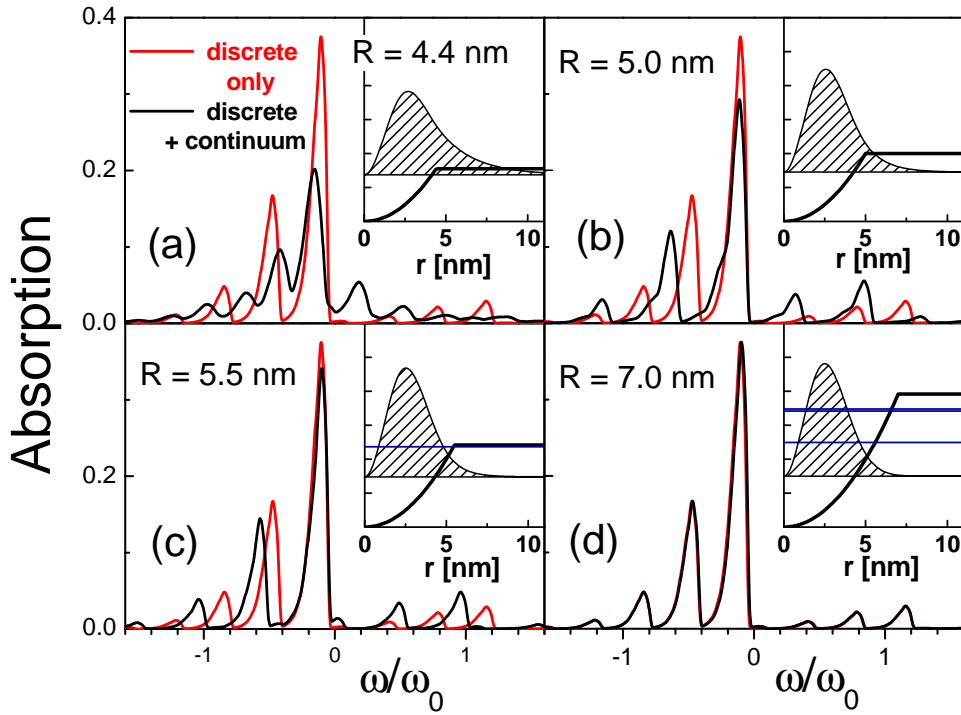 0.4
discrete
only
discrete
+ continuum
R = 4.4 nm
0.2
(a)
0 5 10
r [nm]
0.0
R = 5.0 nm
(b)
0 5 10
r [nm]
Absorption
R = 5.5 nm
0.2
(c)
0 5 10
r [nm]
0.0
-1 0 1
ω/ω0
R = 7.0 nm
(d)
0 5 10
r [nm]
-1 0 1
ω/ω0